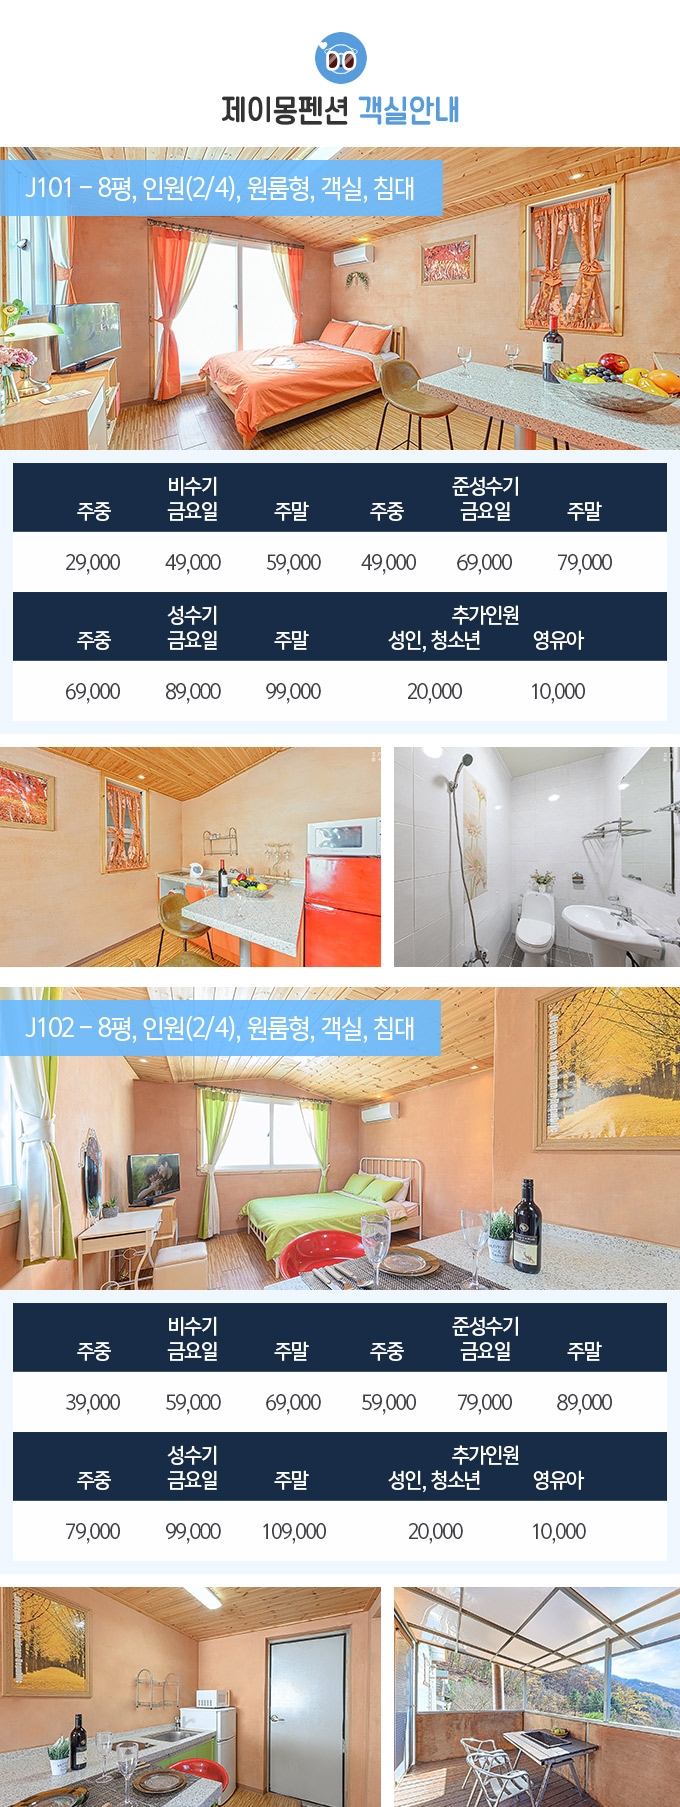 제이몽펜션 객실안내
J101 – 8평, 인원(2/4), 원룸형, 객실, 침대
비수기 준성수기
주중 금요일 주말 주중 금요일 주말
29,000 49,000 59,000 49,000 69,000 79,000
성수기 추가인원
주중 금요일 주말 성인, 청소년 영유아
69,000 89,000 99,000 20,000 10,000
J102 – 8평, 인원(2/4), 원룸형, 객실, 침대
비수기 준성수기
주중 금요일 주말 주중 금요일 주말
39,000 59,000 69,000 59,000 79,000 89,000
성수기 추가인원
주중 금요일 주말 성인, 청소년 영유아
79,000 99,000 109,000 20,000 10,000